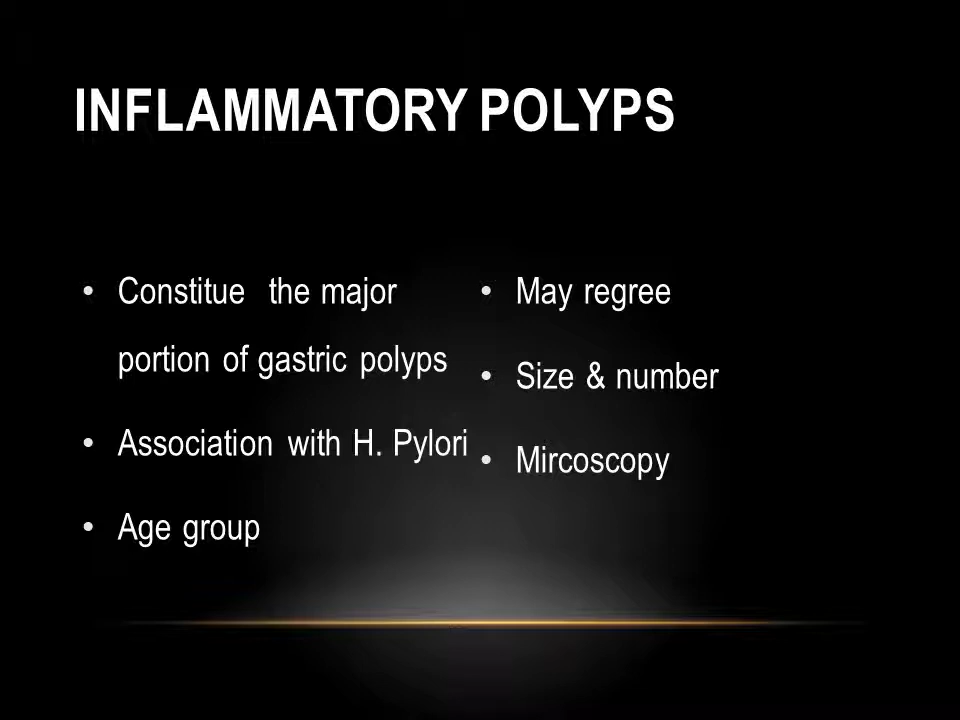 INFLAMMATORY POLYPS
• Constitue the major
portion of gastric polyps
• Association with H. Pylori
• Age group
• May regree
• Size & number
• Mircoscopy